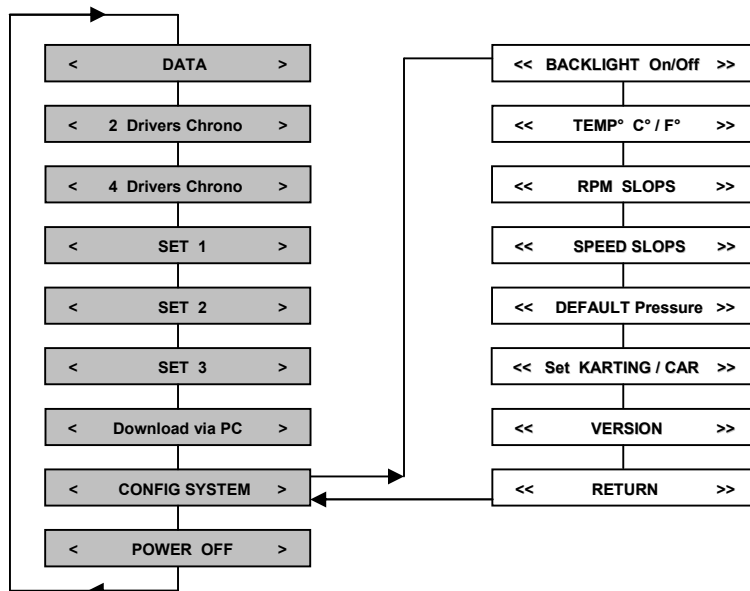 < DATA >
< 2 Drivers Chrono >
< 4 Drivers Chrono >
< SET 1 >
< SET 2 >
< SET 3 >
< Download via PC >
< CONFIG SYSTEM >
< POWER OFF >
<< BACKLIGHT On/Off >>
<< TEMP° C° / F° >>
<< RPM SLOPS >>
<< SPEED SLOPS >>
<< DEFAULT Pressure >>
<< Set KARTING / CAR >>
<< VERSION >>
<< RETURN >>